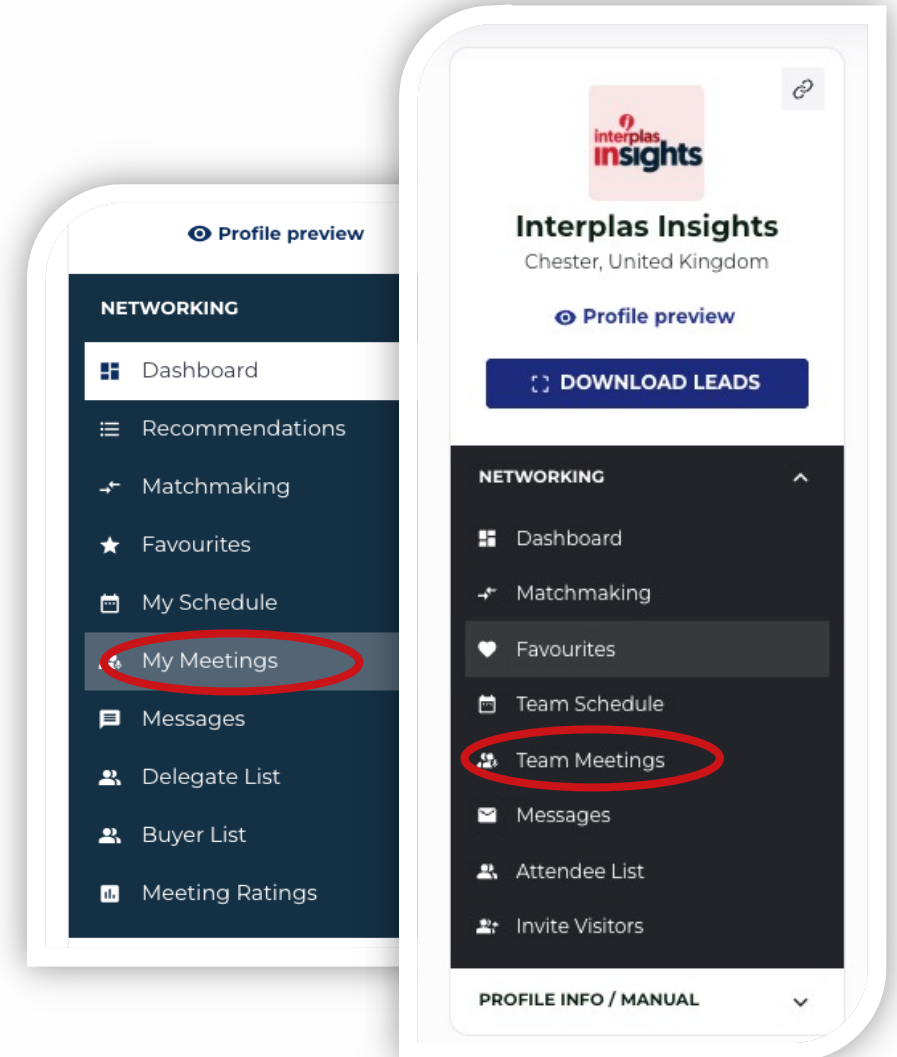 Profile preview
NETWORKING
Dashboard
Recommendations
Matchmaking
Favourites
My Schedule
My Meetings
Messages
Delegate List
Buyer List
Meeting Ratings
interplas
insights
Interplas Insights
Chester, United Kingdom
Profile preview
DOWNLOAD LEADS
NETWORKING
Dashboard
Matchmaking
Favourites
Team Schedule
Team Meetings
Messages
Attendee List
Invite Visitors
PROFILE INFO / MANUAL